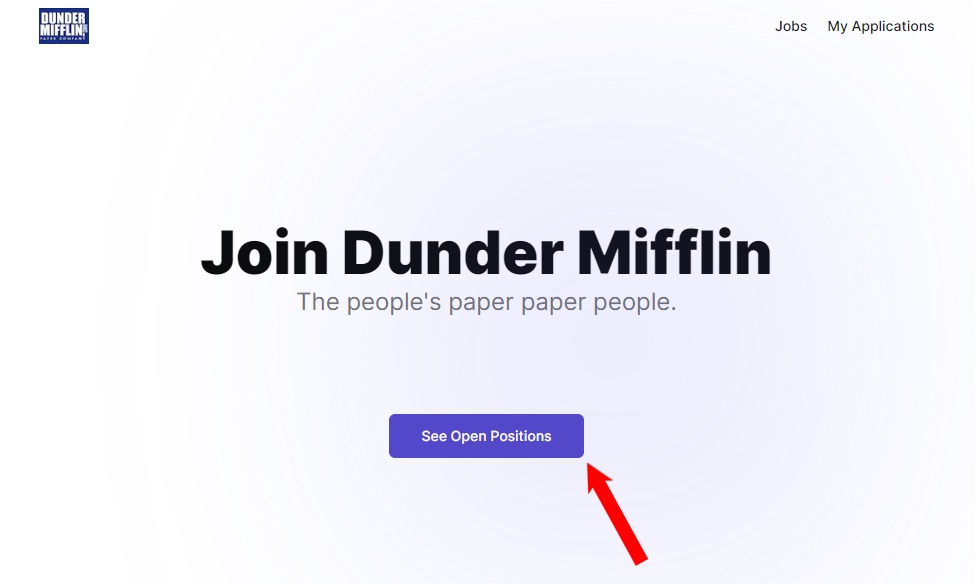 DUNDER
MIFFLIN,
PAPER COMPANY
Jobs
My Applications
Join Dunder Mifflin
The people's paper paper people.
See Open Positions